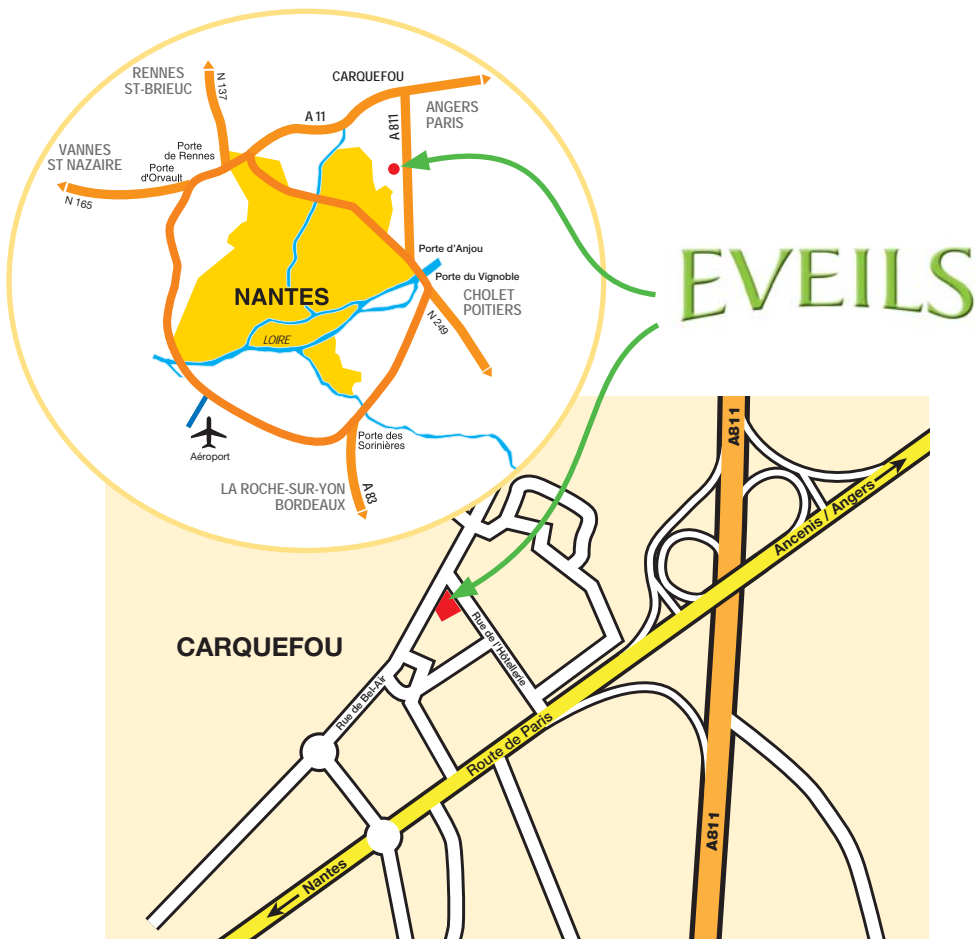 RENNES
ST-BRIEUC
N 137
CARQUEFOU
ANGERS
PARIS
A 11
A 811
VANNES
ST NAZAIRE
Porte
de Rennes
Porte
d'Orvault
N 165
Porte d'Anjou
Porte du Vignoble
NANTES
CHOLET
POITIERS
LOIRE
N 249
EVEILS
Aéroport
Porte des
Sorinières
LA ROCHE-SUR-YON
BORDEAUX
A 83
A811
Ancenis / Angers
CARQUEFOU
Rue de l'Hôtellerie
Rue de Bel-Air
Route de Paris
A811
Nantes